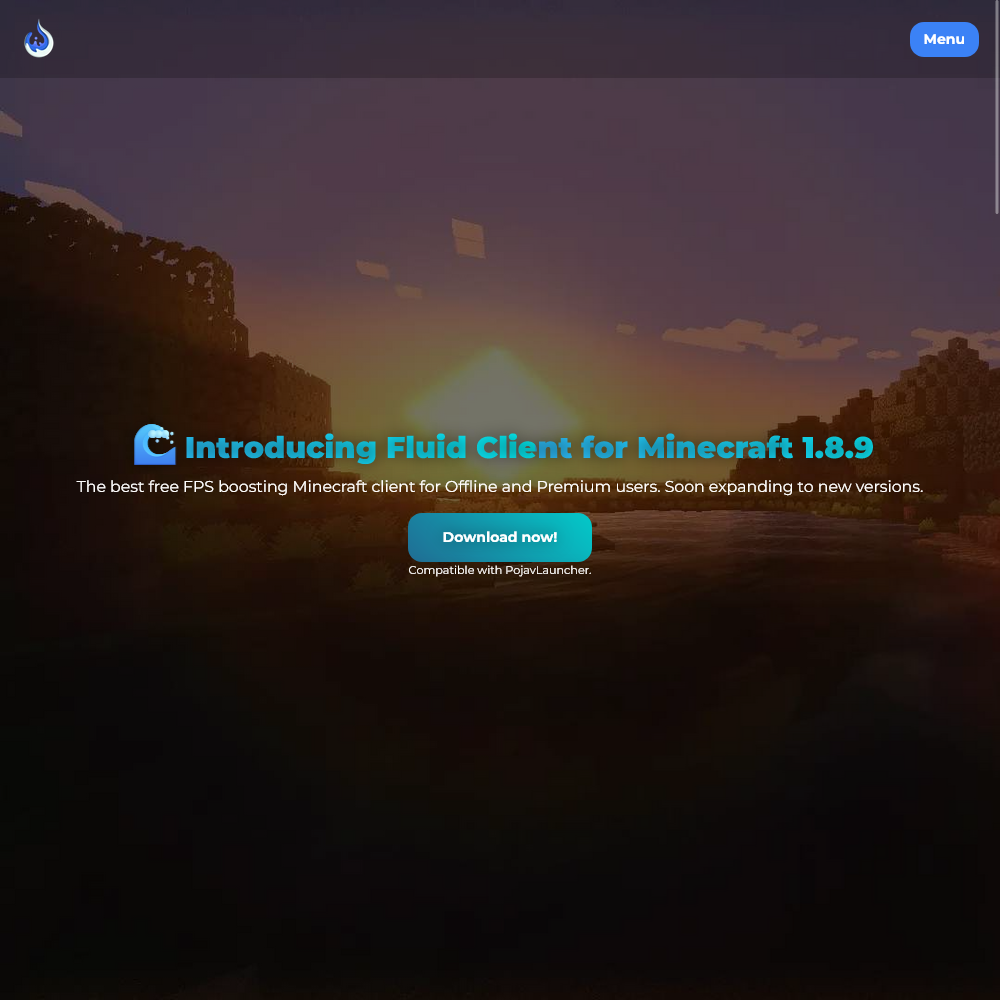 Menu
🌊 Introducing Fluid Client for Minecraft 1.8.9
The best free FPS boosting Minecraft client for Offline and Premium users. Soon expanding to new versions.
Download now!
Compatible with PojavLauncher.